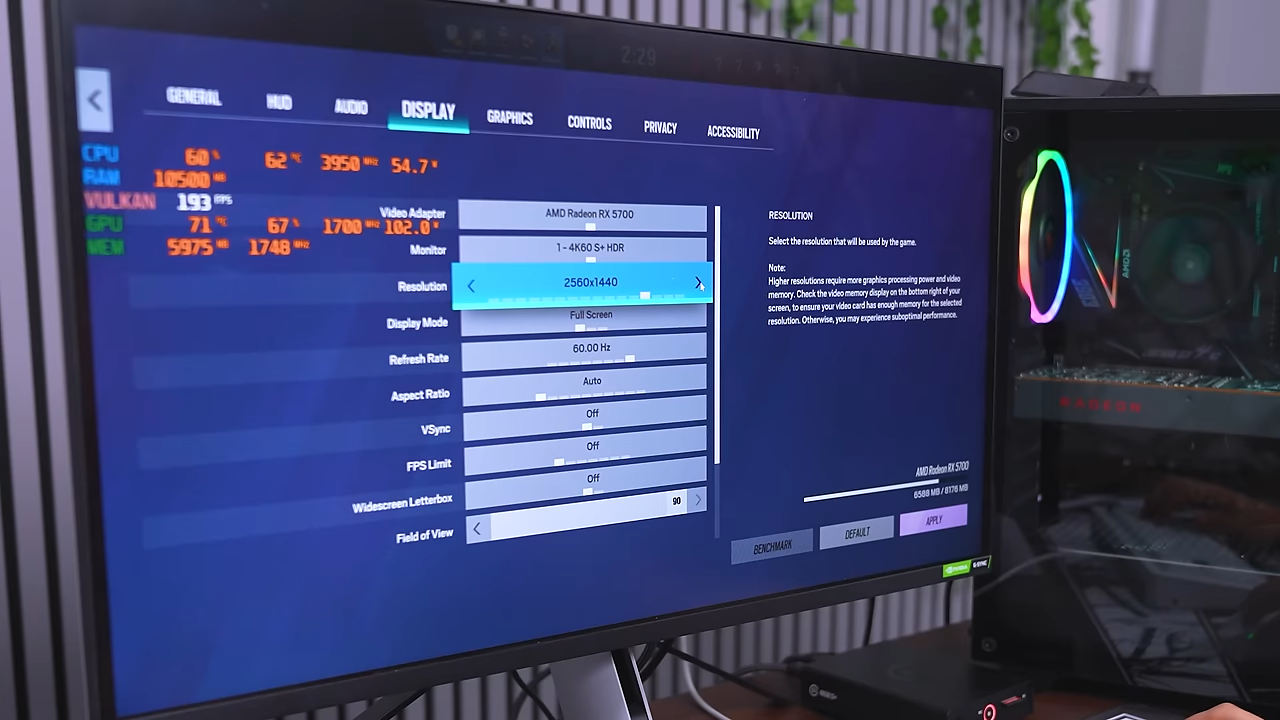 2:29
GENERAL HUD AUDIO DISPLAY GRAPHICS CONTROLS PRIVACY ACCESSIBILITY
CPU 60 % 62 °C 3950 MHz 54.7 W
RAM 10500 MB
VULKAN 193 FPS
GPU 71 °C 67 % 1700 MHz 102.0 W
MEM 5975 MB 1748 MHz
Video Adapter AMD Radeon RX 5700
Monitor 1 - 4K60 S+ HDR
Resolution 2560x1440
Display Mode Full Screen
Refresh Rate 60.00 Hz
Aspect Ratio Auto
VSync Off
FPS Limit Off
Widescreen Letterbox Off
Field of View 90
RESOLUTION
Select the resolution that will be used by the game.
Note:
Higher resolutions require more graphics processing power and video
memory. Check the video memory display on the bottom right of your
screen, to ensure your video card has enough memory for the selected
resolution. Otherwise, you may experience suboptimal performance.
AMD Radeon RX 5700
6588 MB / 8176 MB
BENCHMARK DEFAULT APPLY
NVIDIA G-SYNC
AMD
RADEON